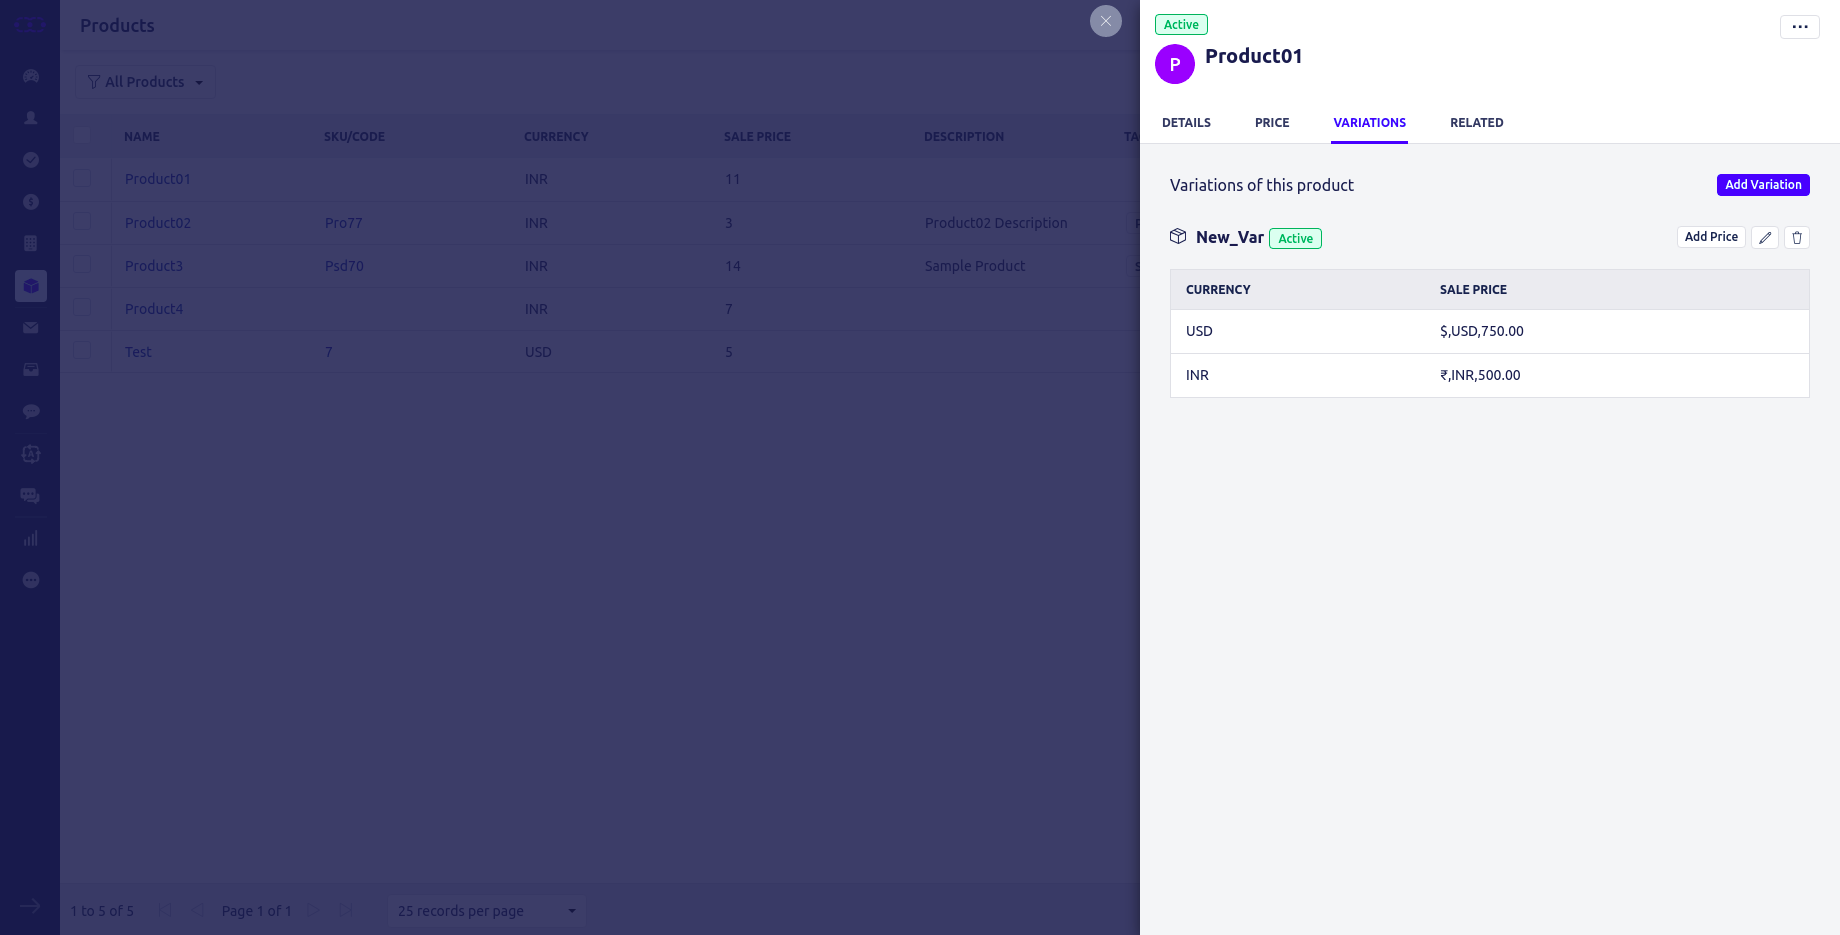 Products
All Products
NAME SKU/CODE CURRENCY SALE PRICE DESCRIPTION
Product01 INR 11
Product02 Pro77 INR 3 Product02 Description
Product3 Psd70 INR 14 Sample Product
Product4 INR 7
Test 7 USD 5
1 to 5 of 5 Page 1 of 1 25 records per page
Active
P Product01
DETAILS PRICE VARIATIONS RELATED
Variations of this product Add Variation
New_Var Active Add Price
CURRENCY SALE PRICE
USD $,USD,750.00
INR ₹,INR,500.00